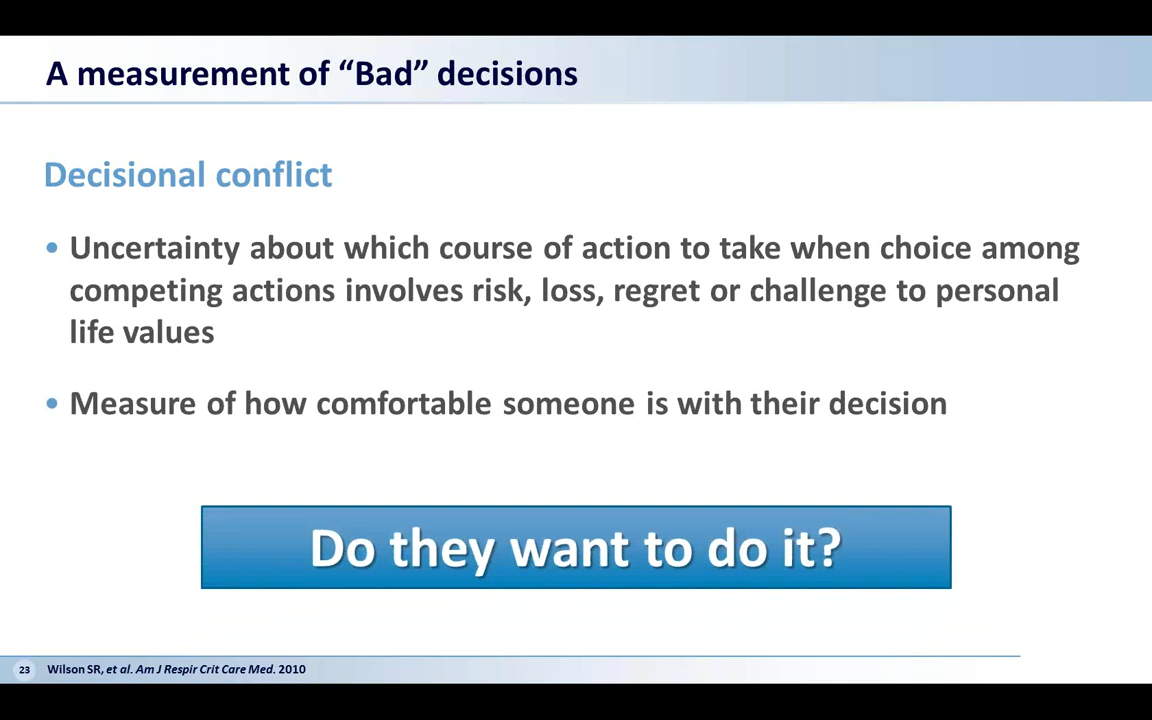 A measurement of “Bad” decisions
Decisional conflict
• Uncertainty about which course of action to take when choice among
competing actions involves risk, loss, regret or challenge to personal
life values
• Measure of how comfortable someone is with their decision
Do they want to do it?
23 Wilson SR, et al. Am J Respir Crit Care Med. 2010